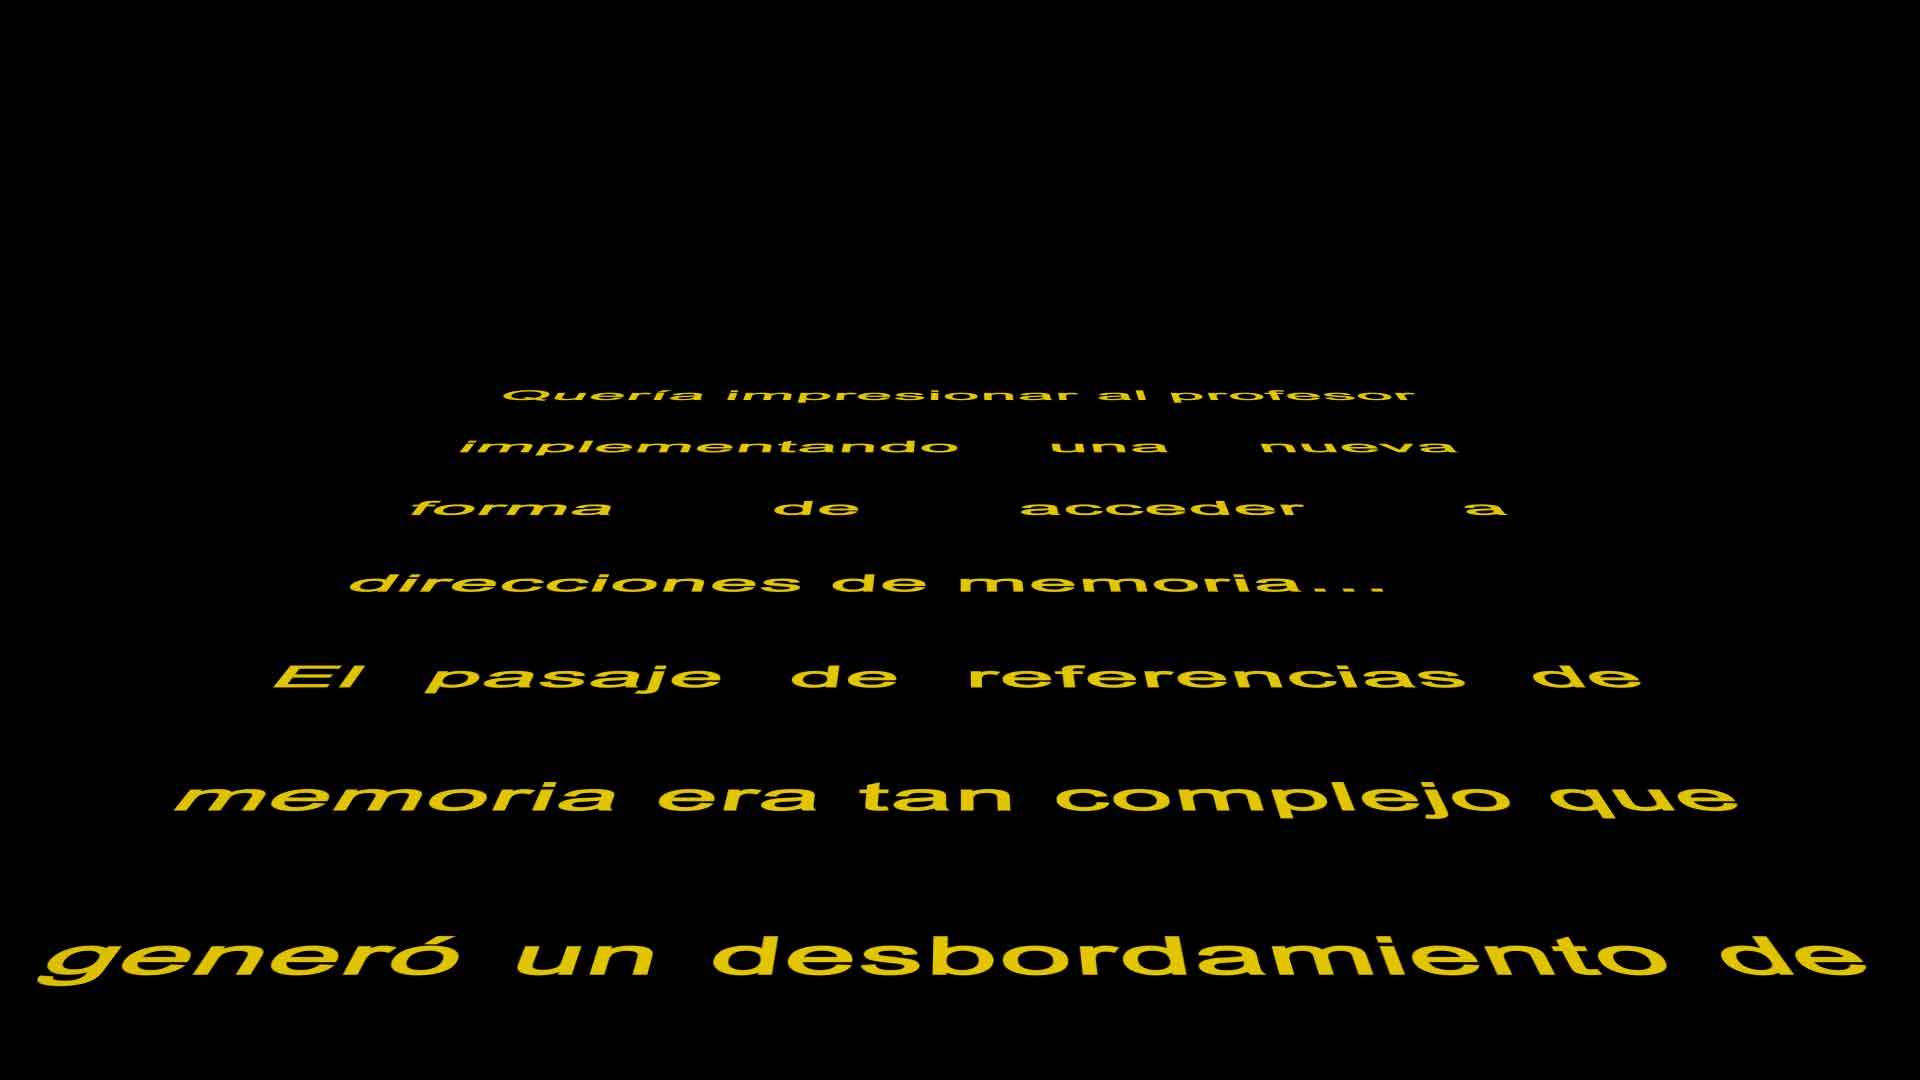 Quería impresionar al profesor
implementando una nueva
forma de acceder a
direcciones de memoria...
El pasaje de referencias de
memoria era tan complejo que
generó un desbordamiento de